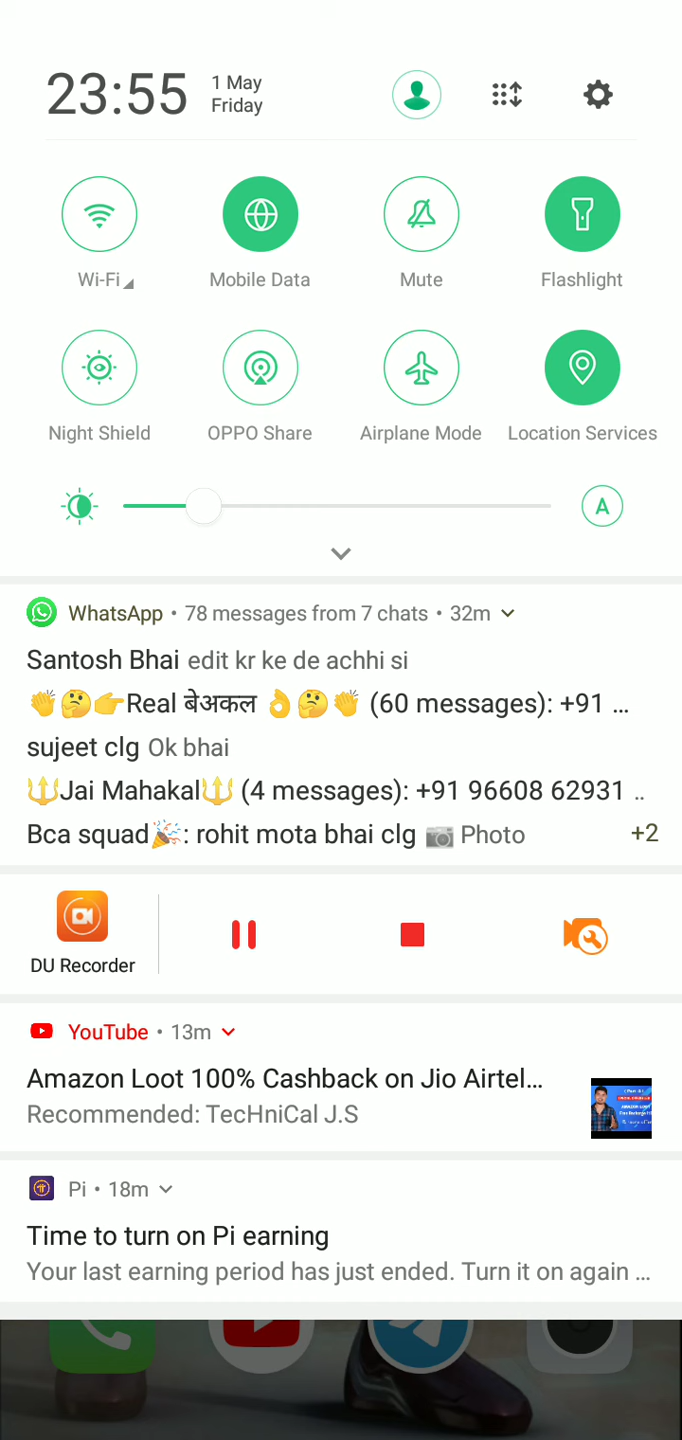 23:55
1 May
Friday
Wi-Fi
Mobile Data
Mute
Flashlight
Night Shield
OPPO Share
Airplane Mode
Location Services
A
WhatsApp • 78 messages from 7 chats • 32m
Santosh Bhai edit kr ke de achhi si
👏🤔👉Real बेअकल 👌🤔👏 (60 messages): +91 ...
sujeet clg Ok bhai
🔱Jai Mahakal🔱 (4 messages): +91 96608 62931 ..
Bca squad🎉: rohit mota bhai clg 📷 Photo +2
DU Recorder
YouTube • 13m
Amazon Loot 100% Cashback on Jio Airtel...
Recommended: TecHniCal J.S
Pi • 18m
Time to turn on Pi earning
Your last earning period has just ended. Turn it on again ...